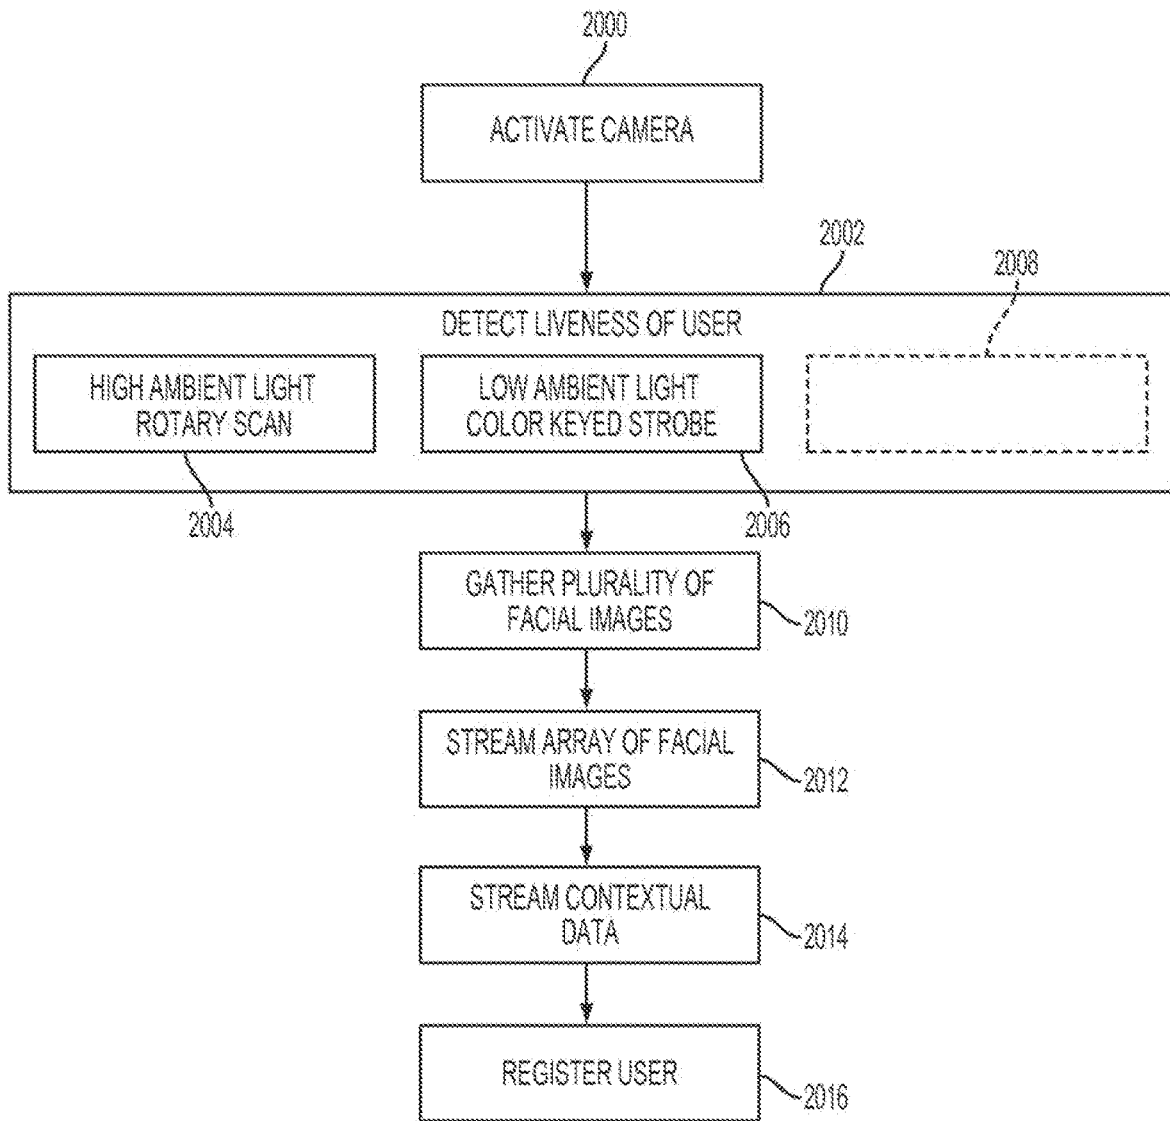 2000
ACTIVATE CAMERA
2002
2008
DETECT LIVENESS OF USER
HIGH AMBIENT LIGHT
ROTARY SCAN
LOW AMBIENT LIGHT
COLOR KEYED STROBE
2004
2006
GATHER PLURALITY OF
FACIAL IMAGES
2010
STREAM ARRAY OF FACIAL
IMAGES
2012
STREAM CONTEXTUAL
DATA
2014
REGISTER USER
2016